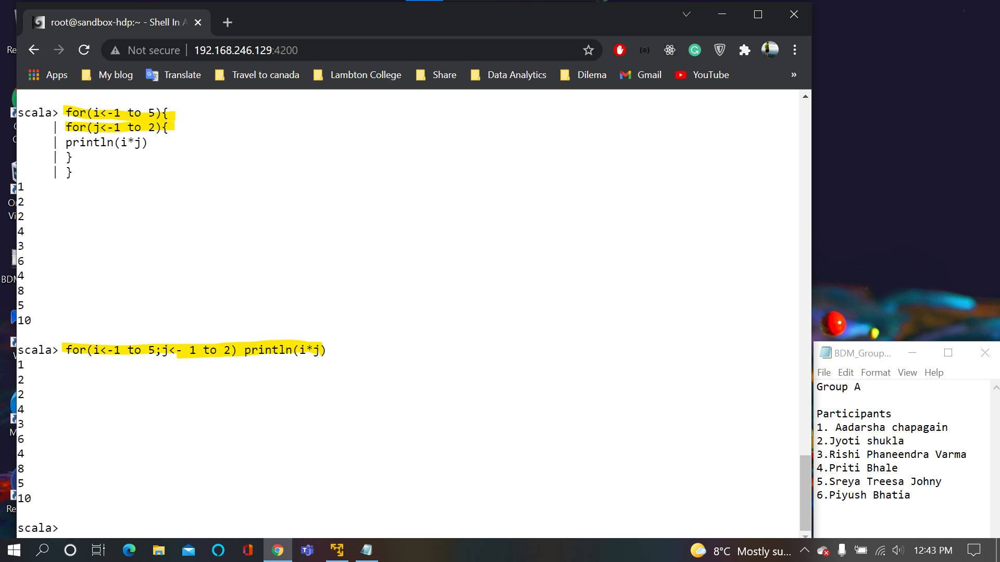 root@sandbox-hdp:~ - Shell In A
Not secure 192.168.246.129:4200
Apps My blog Translate Travel to canada Lambton College Share Data Analytics Dilema Gmail YouTube »
scala> for(i<-1 to 5){
| for(j<-1 to 2){
| println(i*j)
| }
| }
1
2
2
4
3
6
4
8
5
10
scala> for(i<-1 to 5;j<- 1 to 2) println(i*j)
1
2
2
4
3
6
4
8
5
10
scala>
Re
BDM
Re
BDM_Group...
File Edit Format View Help
Group A
Participants
1. Aadarsha chapagain
2.Jyoti shukla
3.Rishi Phaneendra Varma
4.Priti Bhale
5.Sreya Treesa Johny
6.Piyush Bhatia
8°C Mostly su... 12:43 PM